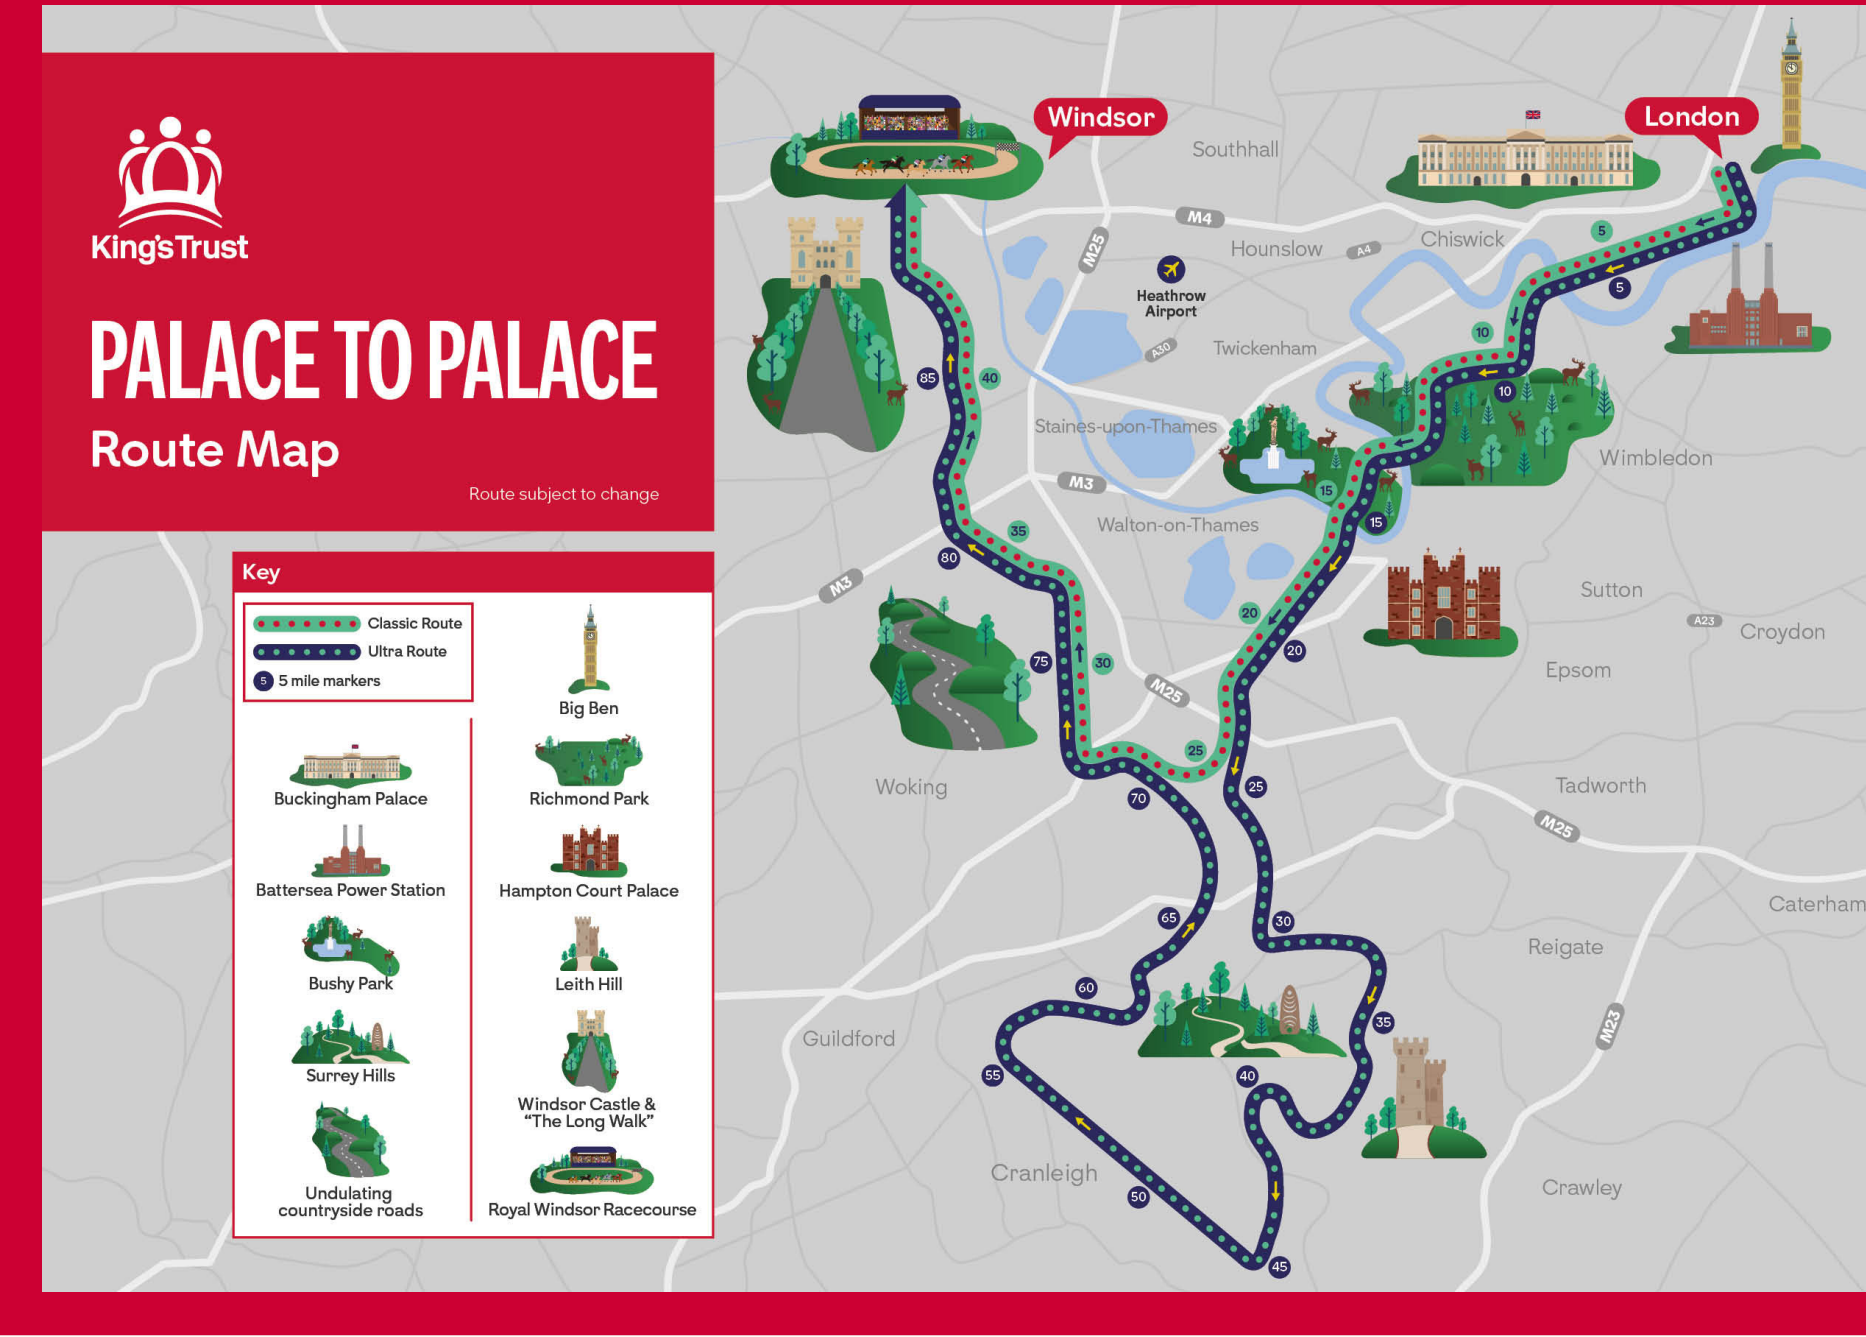 King's Trust
PALACE TO PALACE
Route Map
Route subject to change
Key
Classic Route
Ultra Route
5
5 mile markers
Big Ben
Buckingham Palace
Richmond Park
Battersea Power Station
Hampton Court Palace
Bushy Park
Leith Hill
Surrey Hills
Windsor Castle &
“The Long Walk”
Undulating
countryside roads
Royal Windsor Racecourse
Windsor
London
Southhall
M4
M25
Hounslow
A4
Chiswick
5
5
Heathrow
Airport
10
A30
Twickenham
85
40
10
Staines-upon-Thames
Wimbledon
M3
15
15
Walton-on-Thames
35
80
M3
Sutton
20
A23
Croydon
20
75
30
Epsom
M25
25
Woking
70
25
Tadworth
M25
65
30
Caterham
Reigate
60
35
M23
Guildford
55
40
Cranleigh
50
Crawley
45